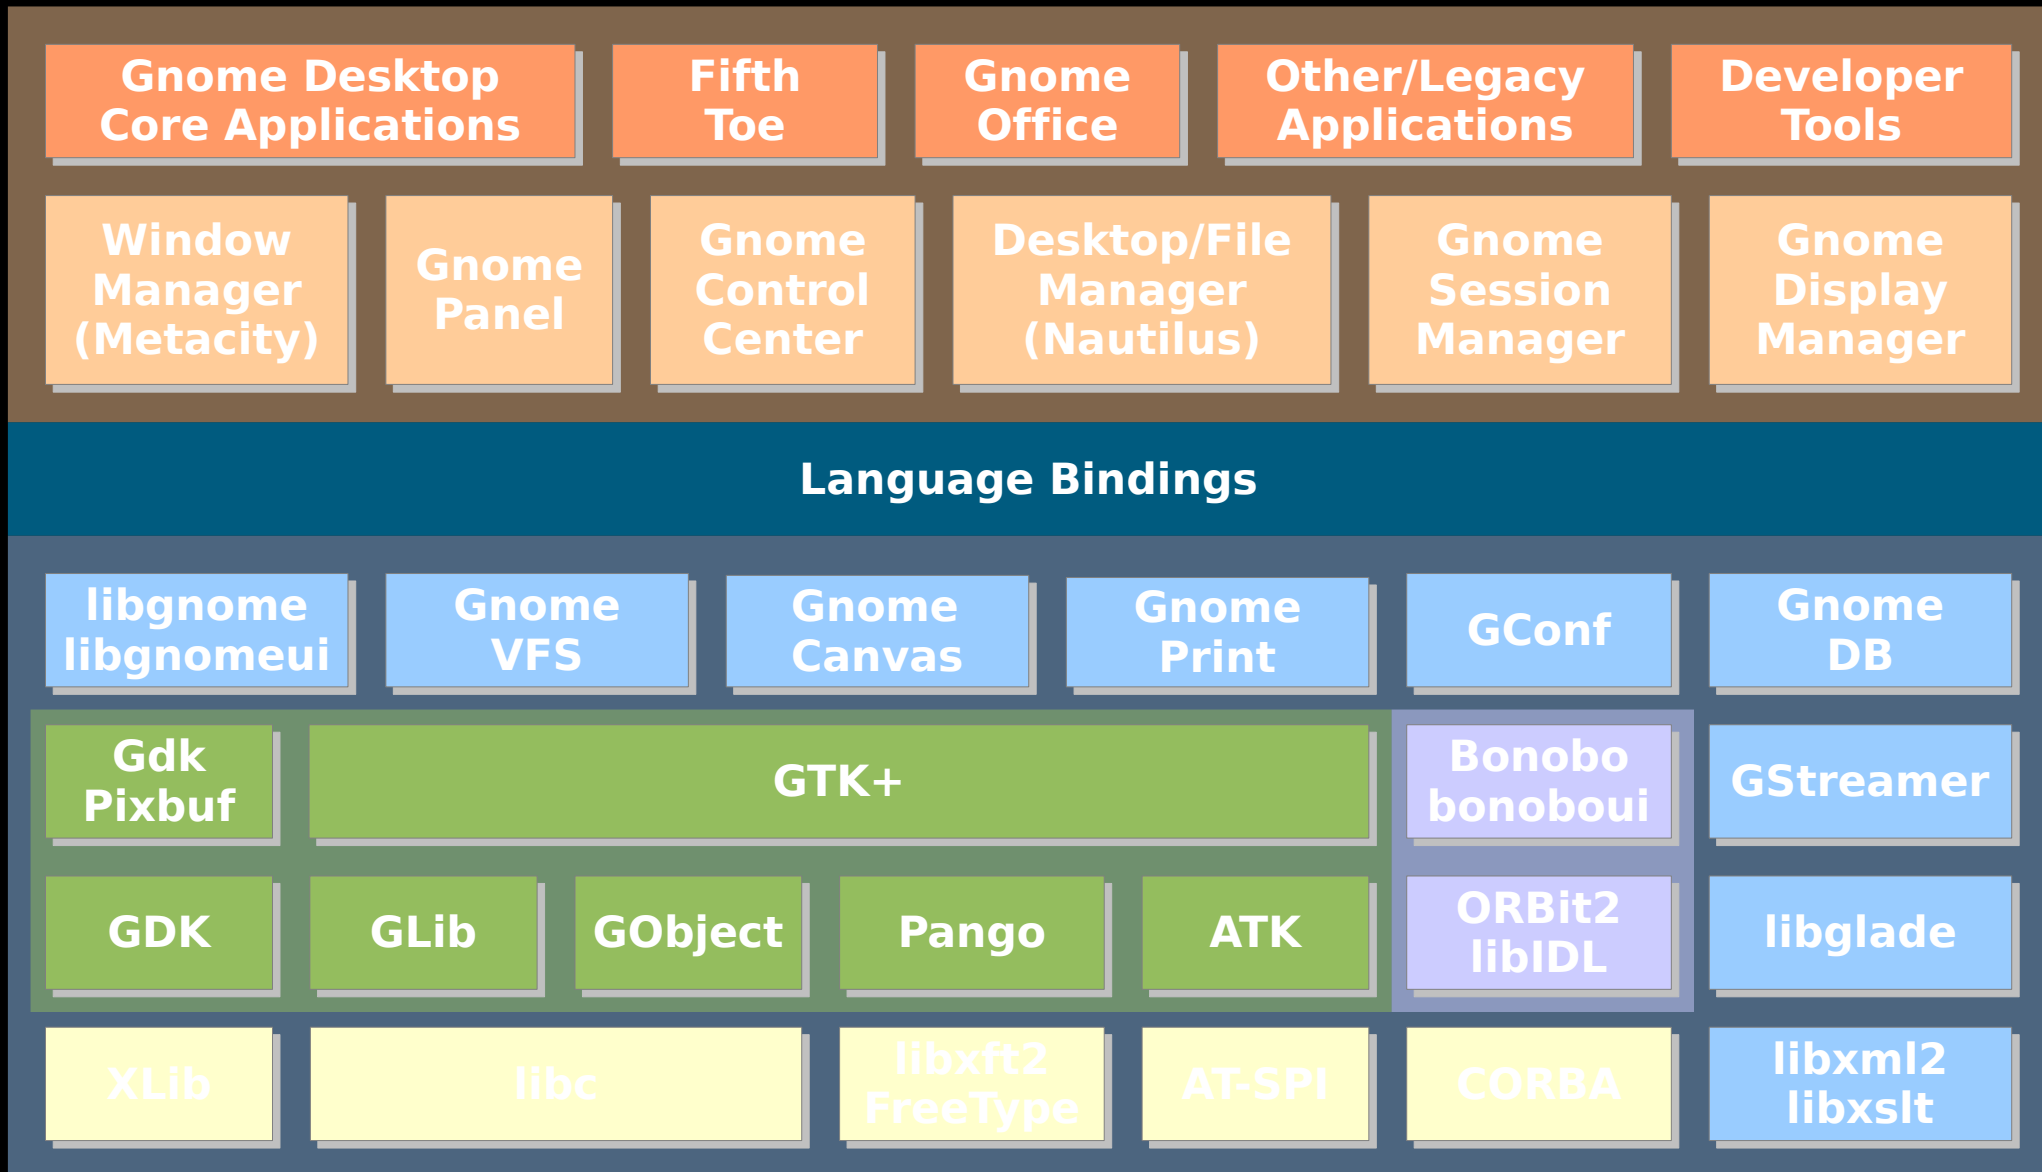 Gnome Desktop
Core Applications
Fifth
Toe
Gnome
Office
Other/Legacy
Applications
Developer
Tools
Window
Manager
(Metacity)
Gnome
Panel
Gnome
Control
Center
Desktop/File
Manager
(Nautilus)
Gnome
Session
Manager
Gnome
Display
Manager
Language Bindings
libgnome
libgnomeui
Gnome
VFS
Gnome
Canvas
Gnome
Print
GConf
Gnome
DB
Gdk
Pixbuf
GTK+
Bonobo
bonoboui
GStreamer
GDK
GLib
GObject
Pango
ATK
ORBit2
libIDL
libglade
XLib
libc
libxft2
FreeType
AT-SPI
CORBA
libxml2
libxslt